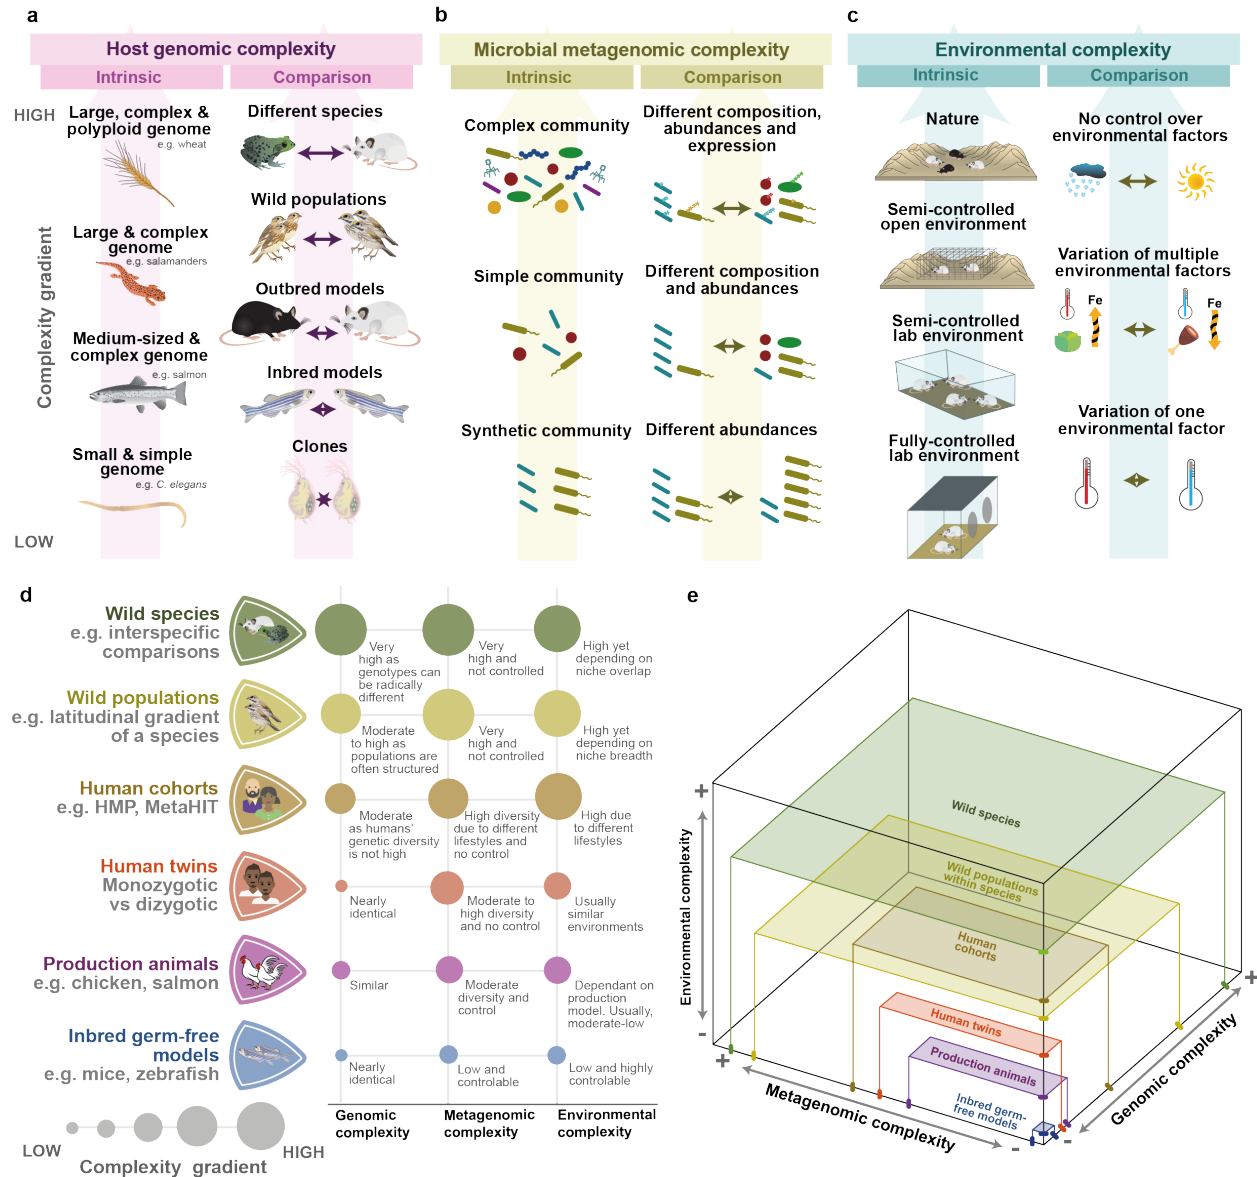 a
Host genomic complexity
Intrinsic
Comparison
HIGH
Complexity gradient
LOW
Large, complex &
polyploid genome
e.g. wheat
Large & complex
genome
e.g. salamanders
Medium-sized &
complex genome
e.g. salmon
Small & simple
genome
e.g. C. elegans
Different species
Wild populations
Outbred models
Inbred models
Clones
b
Microbial metagenomic complexity
Intrinsic
Comparison
Complex community
Simple community
Synthetic community
Different composition,
abundances and
expression
Different composition
and abundances
Different abundances
c
Environmental complexity
Intrinsic
Comparison
Nature
Semi-controlled
open environment
Semi-controlled
lab environment
Fully-controlled
lab environment
No control over
environmental factors
Variation of multiple
environmental factors
Fe
Fe
Variation of one
environmental factor
d
Wild species
e.g. interspecific
comparisons
Very
high as
genotypes can
be radically
different
Very
high and
not controlled
High yet
depending on
niche overlap
Wild populations
e.g. latitudinal gradient
of a species
Moderate
to high as
populations are
often structured
Very
high and
not controlled
High yet
depending on
niche breadth
Human cohorts
e.g. HMP, MetaHIT
Moderate
as humans'
genetic diversity
is not high
High diversity
due to different
lifestyles and
no control
High due
to different
lifestyles
Human twins
Monozygotic
vs dizygotic
Nearly
identical
Moderate to
high diversity
and no control
Usually
similar
environments
Production animals
e.g. chicken, salmon
Similar
Moderate
diversity and
control
Dependant on
production
model. Usually,
moderate-low
Inbred germ-free
models
e.g. mice, zebrafish
Nearly
identical
Low and
controlable
Low and highly
controlable
Genomic
complexity
Metagenomic
complexity
Environmental
complexity
LOW
HIGH
Complexity gradient
e
+
Environmental complexity
-
+
Metagenomic complexity
-
-
Genomic complexity
+
Wild species
Wild populations
within species
Human
cohorts
Human twins
Production animals
Inbred germ-
free models